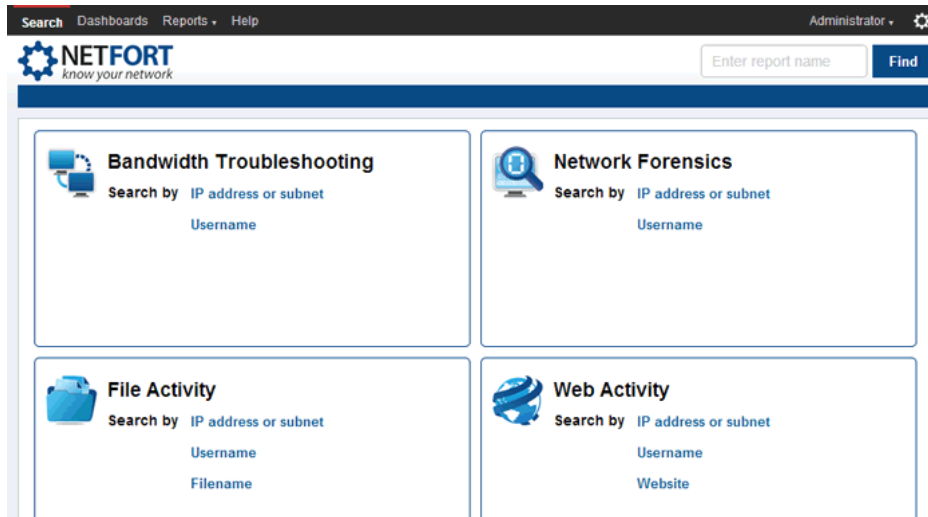 Search Dashboards Reports Help Administrator
NETFORT
know your network
Enter report name Find
Bandwidth Troubleshooting
Search by IP address or subnet
Username
Network Forensics
Search by IP address or subnet
Username
File Activity
Search by IP address or subnet
Username
Filename
Web Activity
Search by IP address or subnet
Username
Website